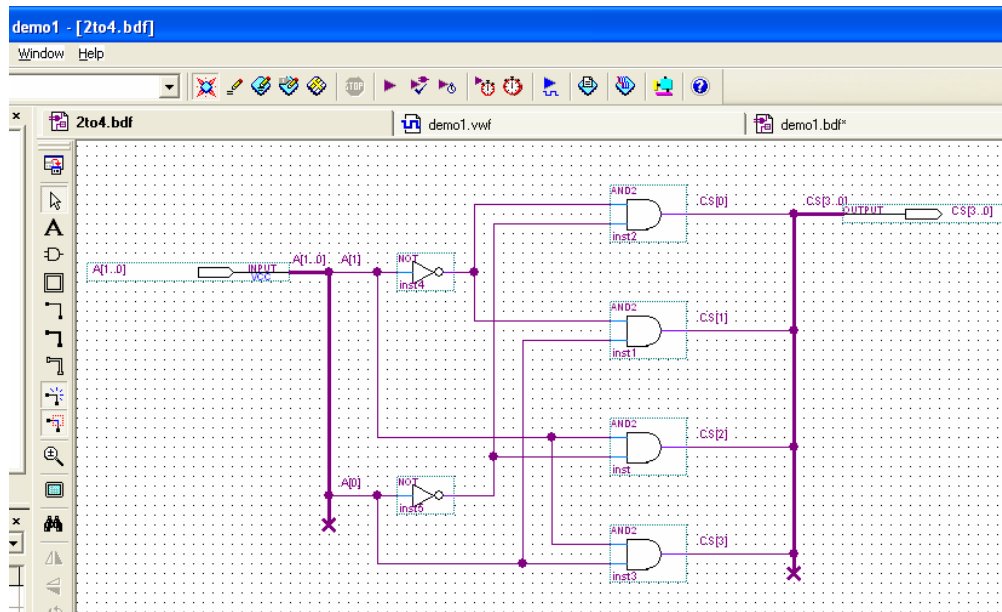 demo1 - [2to4.bdf]
Window Help
STOP
2to4.bdf
demo1.vwf
demo1.bdf*
A
AND2
CS[0]
inst2
CS[3..0]
OUTPUT
CS[3..0]
A[1..0]
INPUT
VCC
A[1..0]
A[1]
NOT
inst4
AND2
CS[1]
inst1
AND2
CS[2]
inst
A[0]
NOT
inst5
AND2
CS[3]
inst3